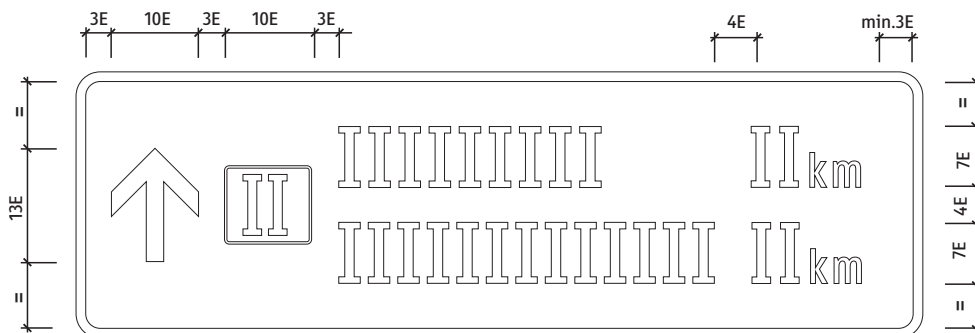 3E 10E 3E 10E 3E 4E min.3E
= =
IIIIIIIII IIkm 7E
13E II 4E
IIIIIIIIIIIII IIkm 7E
= =